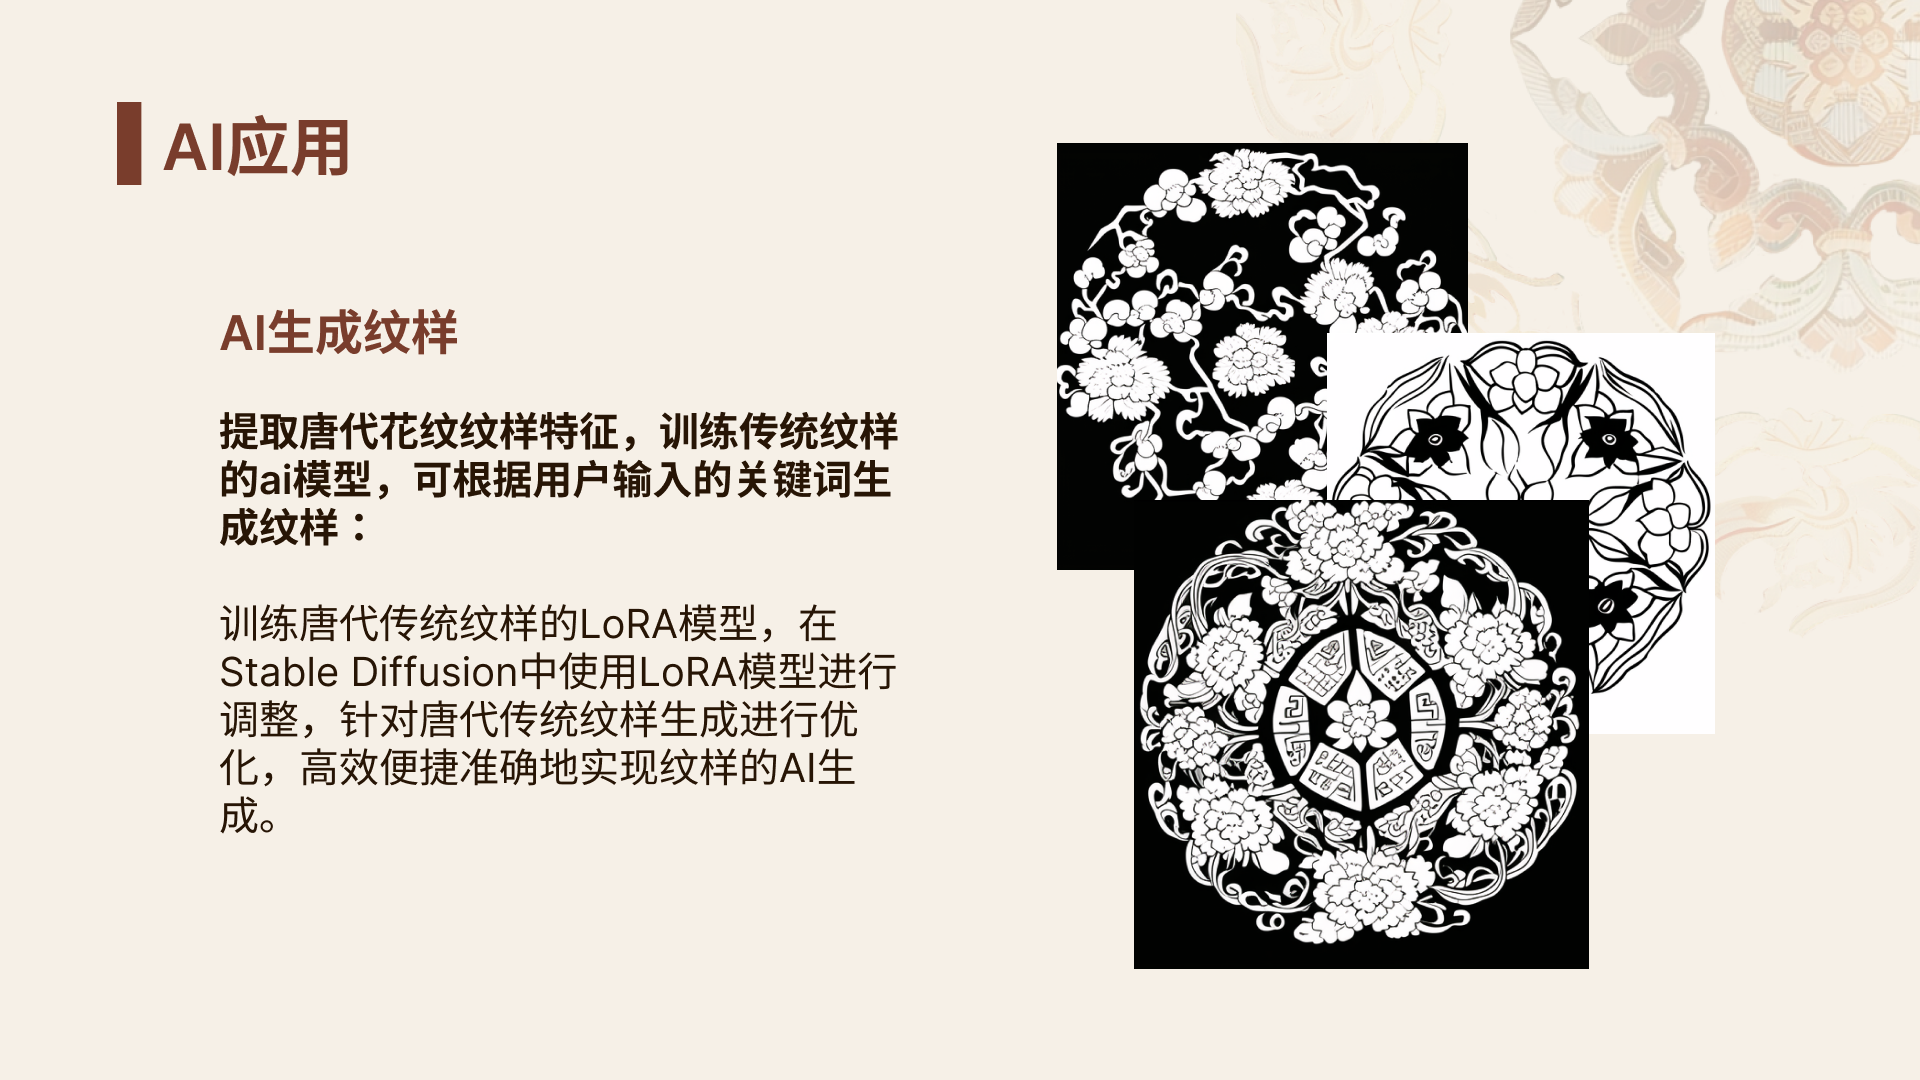 AI应用
AI生成纹样
提取唐代花纹纹样特征，训练传统纹样
的ai模型，可根据用户输入的关键词生
成纹样：
训练唐代传统纹样的LoRA模型，在
Stable Diffusion中使用LoRA模型进行
调整，针对唐代传统纹样生成进行优
化，高效便捷准确地实现纹样的AI生
成。